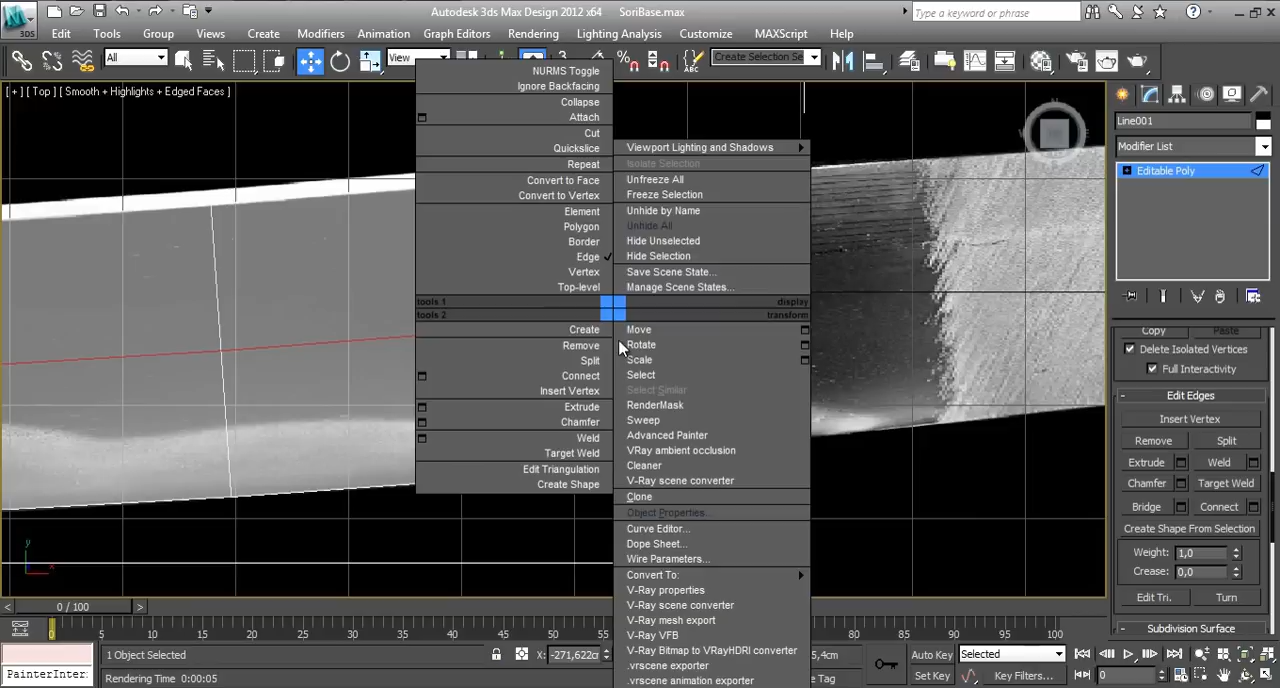 Autodesk 3ds Max Design 2012 x64 SoriBase.max
Type a keyword or phrase
3DS
Edit Tools Group Views Create Modifiers Animation Graph Editors Rendering Lighting Analysis Customize MAXScript Help
All View Create Selection Se
[ + ] [ Top ] [ Smooth + Highlights + Edged Faces ]
NURMS Toggle
Ignore Backfacing
Collapse
Attach
Cut
Quickslice
Repeat
Convert to Face
Convert to Vertex
Element
Polygon
Border
Edge
Vertex
Top-level
tools 1
tools 2
Create
Remove
Split
Connect
Insert Vertex
Extrude
Chamfer
Weld
Target Weld
Edit Triangulation
Create Shape
Viewport Lighting and Shadows
Isolate Selection
Unfreeze All
Freeze Selection
Unhide by Name
Unhide All
Hide Unselected
Hide Selection
Save Scene State...
Manage Scene States...
display
transform
Move
Rotate
Scale
Select
Select Similar
RenderMask
Sweep
Advanced Painter
VRay ambient occlusion
Cleaner
V-Ray scene converter
Clone
Object Properties...
Curve Editor...
Dope Sheet...
Wire Parameters...
Convert To:
V-Ray properties
V-Ray scene converter
V-Ray mesh export
V-Ray VFB
V-Ray Bitmap to VRayHDRI converter
.vrscene exporter
.vrscene animation exporter
Line001
Modifier List
Editable Poly
Copy Paste
Delete Isolated Vertices
Full Interactivity
- Edit Edges
Insert Vertex
Remove Split
Extrude Weld
Chamfer Target Weld
Bridge Connect
Create Shape From Selection
Weight: 1,0
Crease: 0,0
Edit Tri. Turn
- Subdivision Surface
y
x
< 0 / 100 >
0 5 10 15 20 25 30 35 40 45 50 55 80 85 90 95 100
1 Object Selected X: -271,622cm 5,4cm Auto Key Selected
PainterInter Rendering Time 0:00:05 e Tag Set Key Key Filters... 0